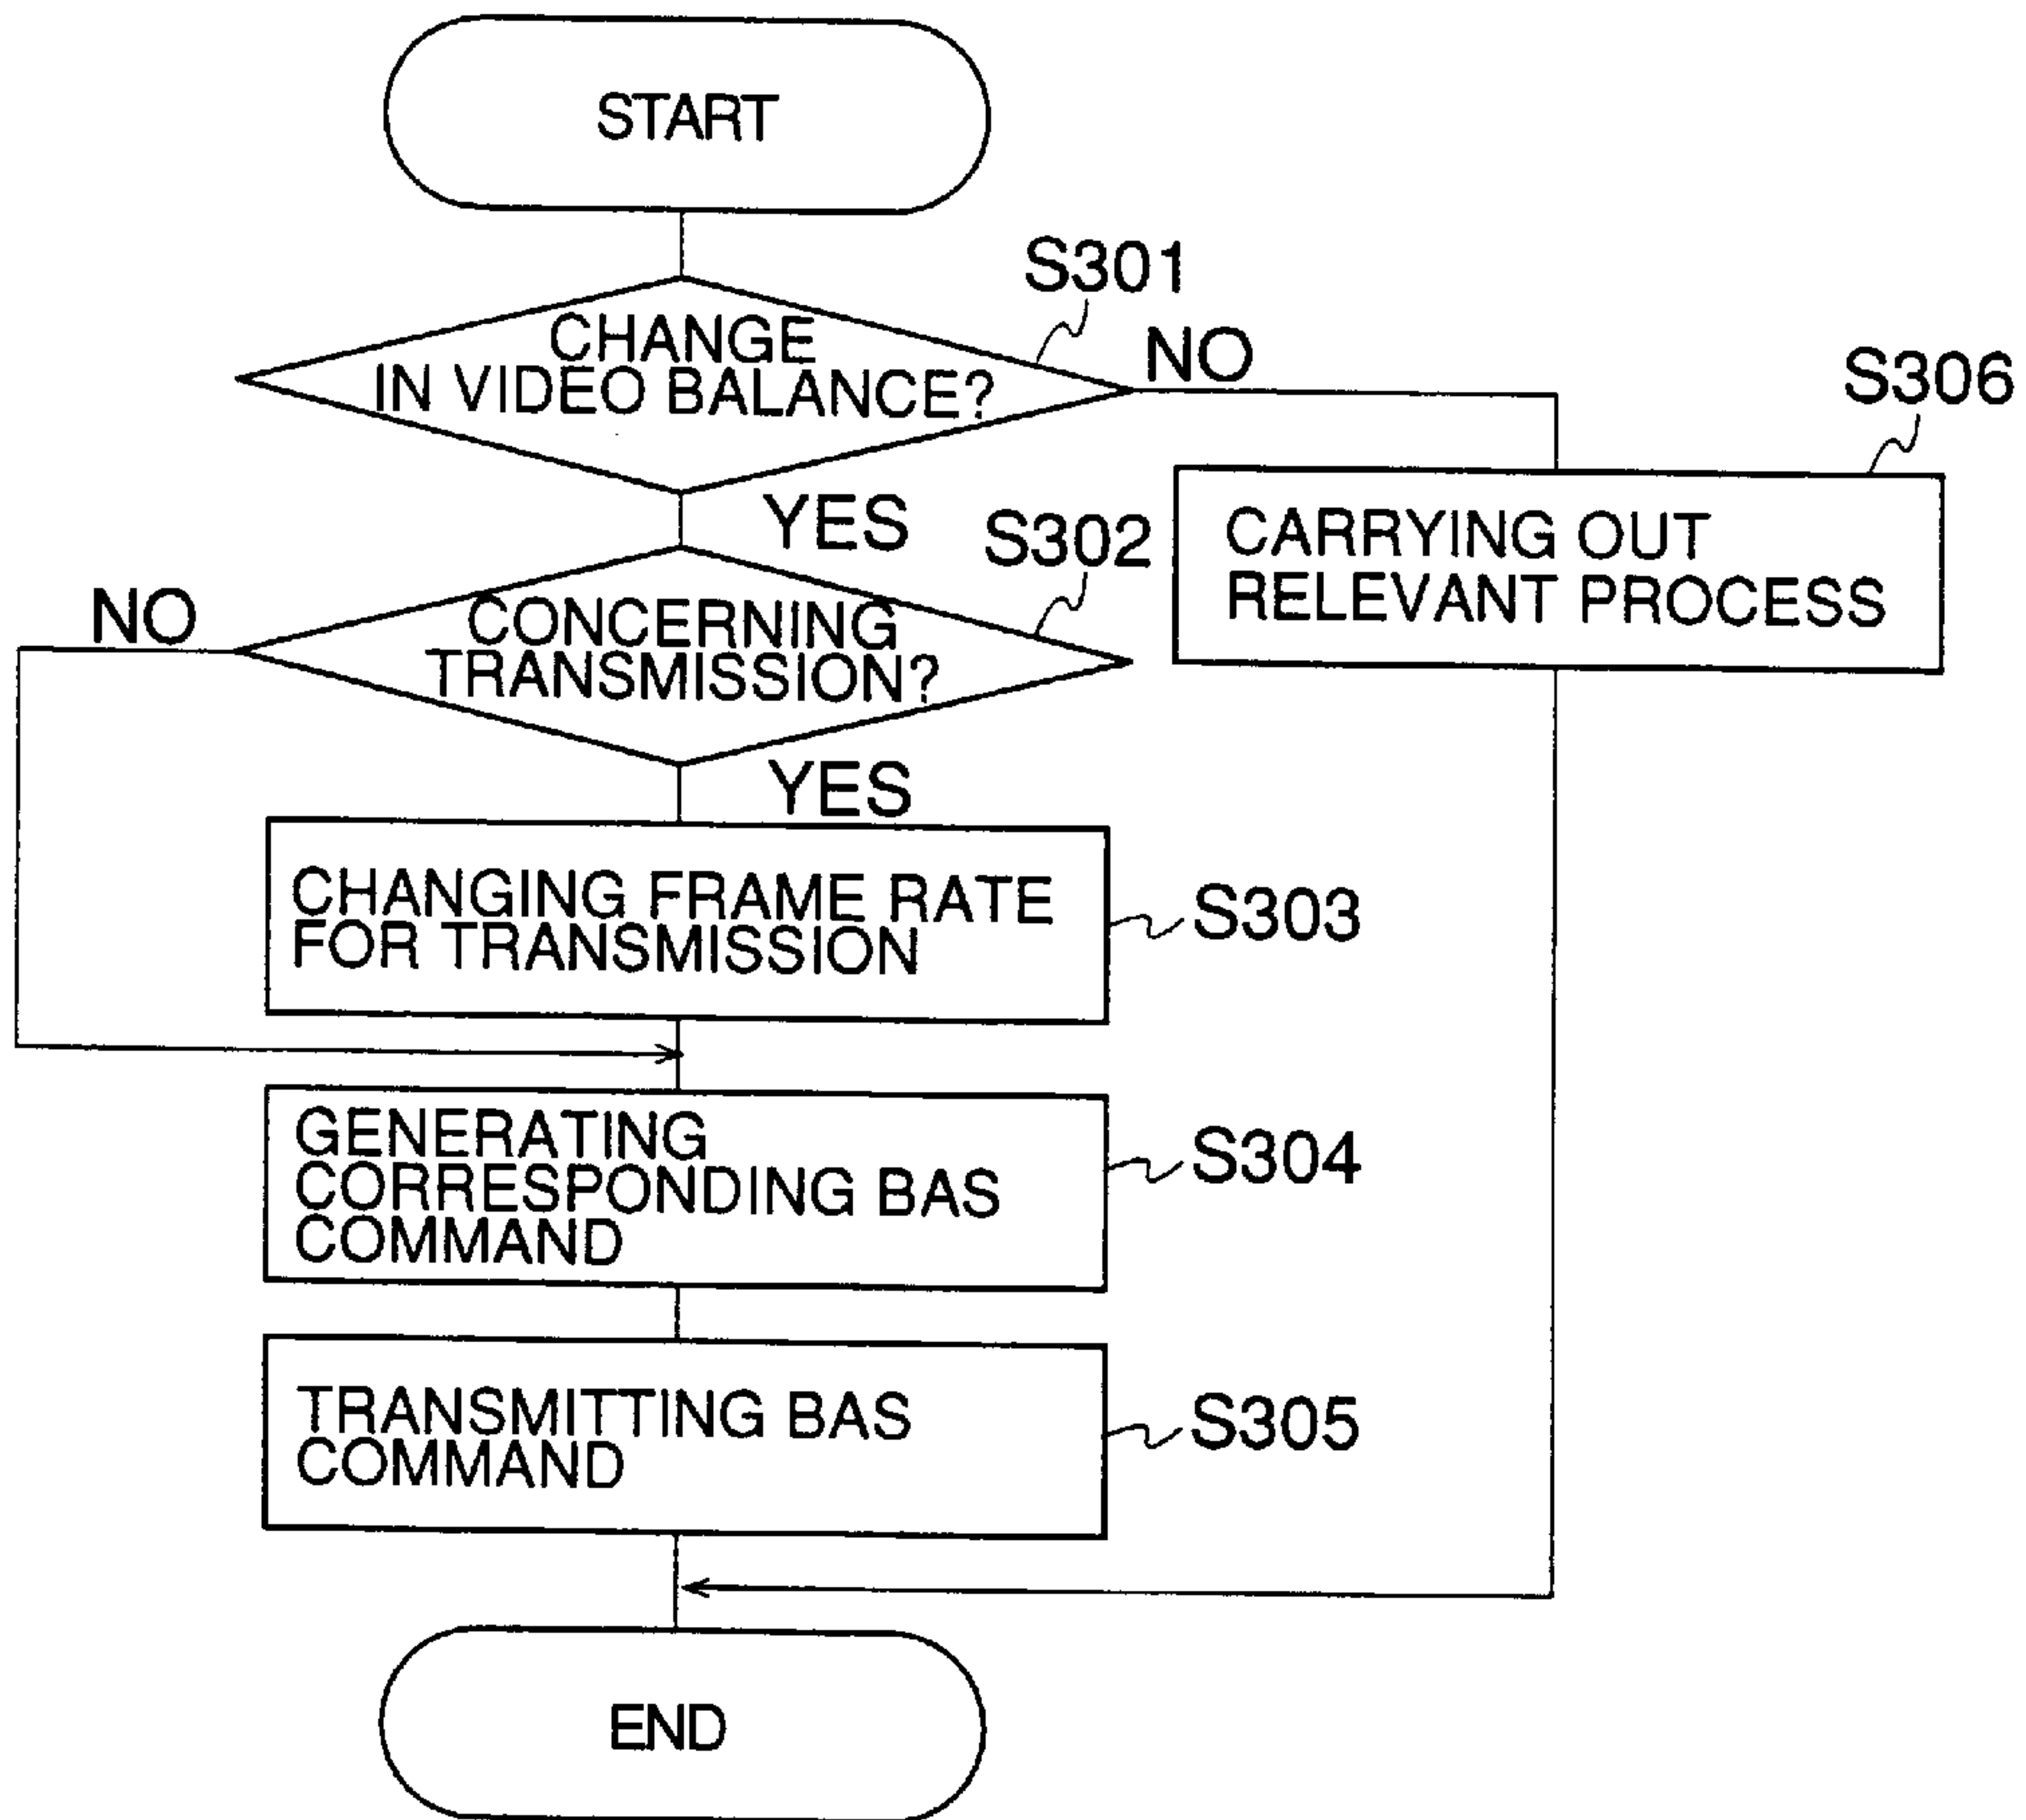 START
S301
CHANGE
IN VIDEO BALANCE?
NO
S306
YES
CARRYING OUT
RELEVANT PROCESS
S302
NO
CONCERNING
TRANSMISSION?
YES
CHANGING FRAME RATE
FOR TRANSMISSION
S303
GENERATING
CORRESPONDING BAS
COMMAND
S304
TRANSMITTING BAS
COMMAND
S305
END